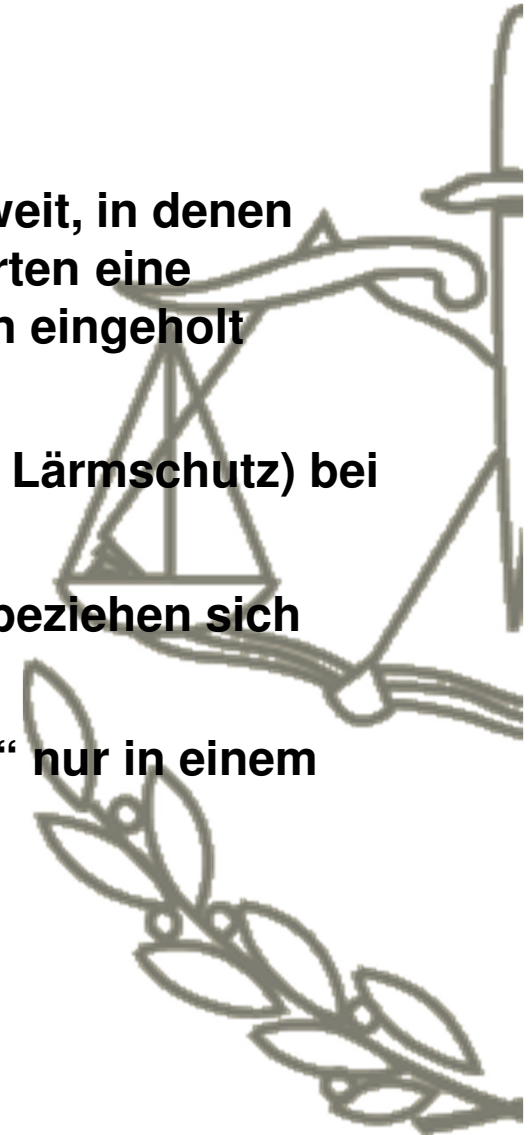 weit, in denen
rten eine
n eingeholt
Lärmschutz) bei
beziehen sich
“ nur in einem